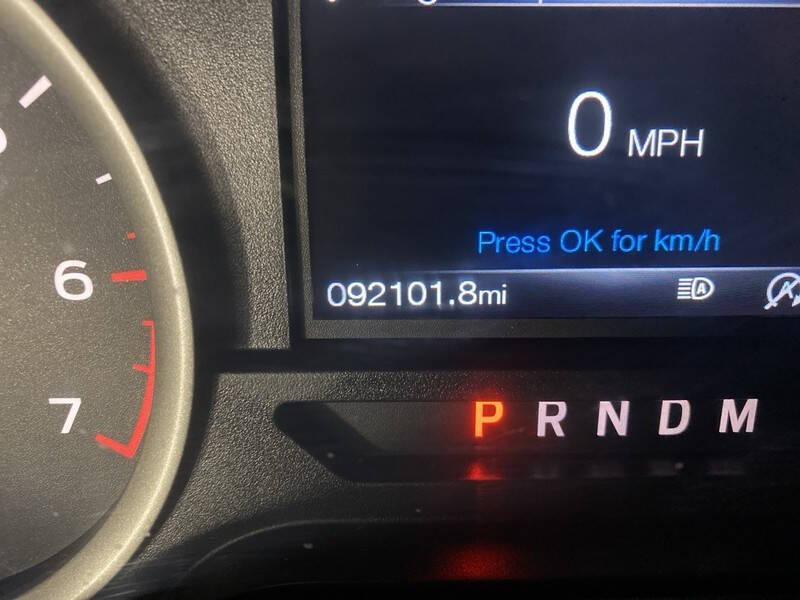 0 MPH
Press OK for km/h
092101.8mi
A
A
6
7
P R N D M